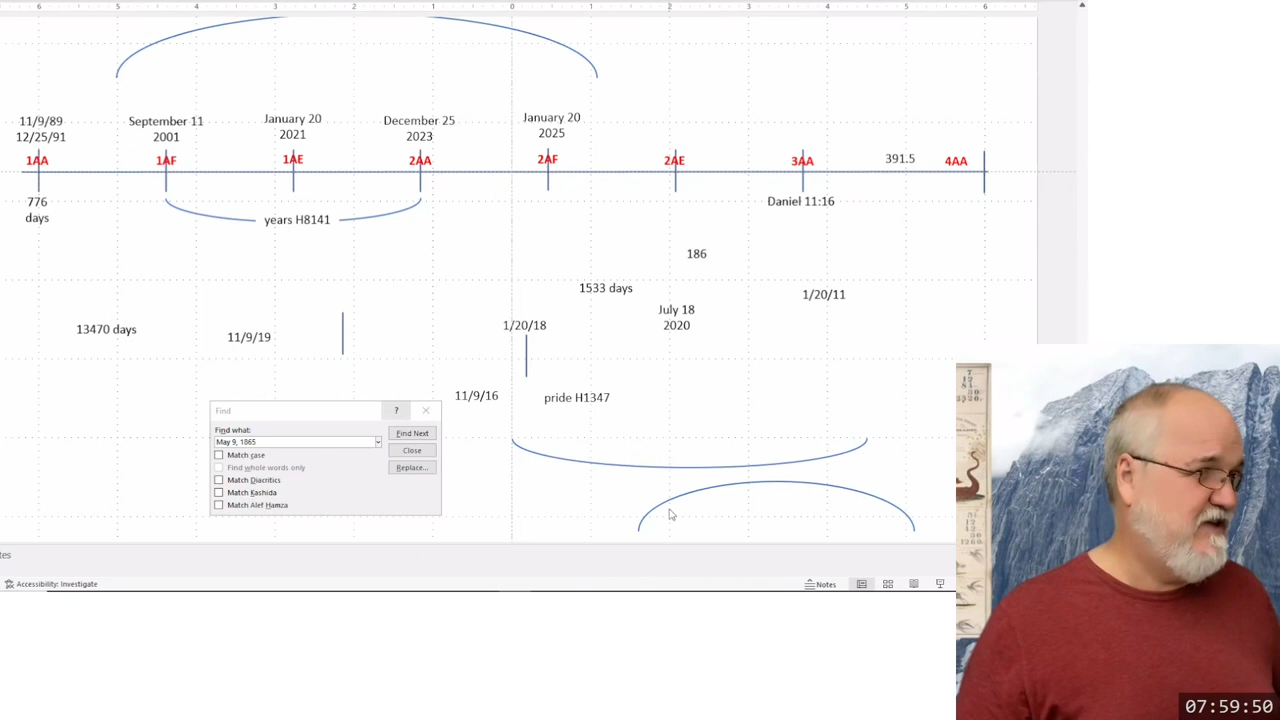 6 5 4 3 2 1 0 1 2 3 4 5 6
11/9/89
12/25/91
September 11
2001
January 20
2021
December 25
2023
January 20
2025
1AA 1AF 1AE 2AA 2AF 2AE 3AA 391.5 4AA
776
days
years H8141
Daniel 11:16
186
1533 days
1/20/11
July 18
2020
13470 days
11/9/19
1/20/18
11/9/16
pride H1347
Find ?
Find what:
May 9, 1865
Match case
Find whole words only
Match Diacritics
Match Kashida
Match Alef Hamza
Find Next
Close
Replace...
tes
Accessibility: Investigate
Notes
07:59:50